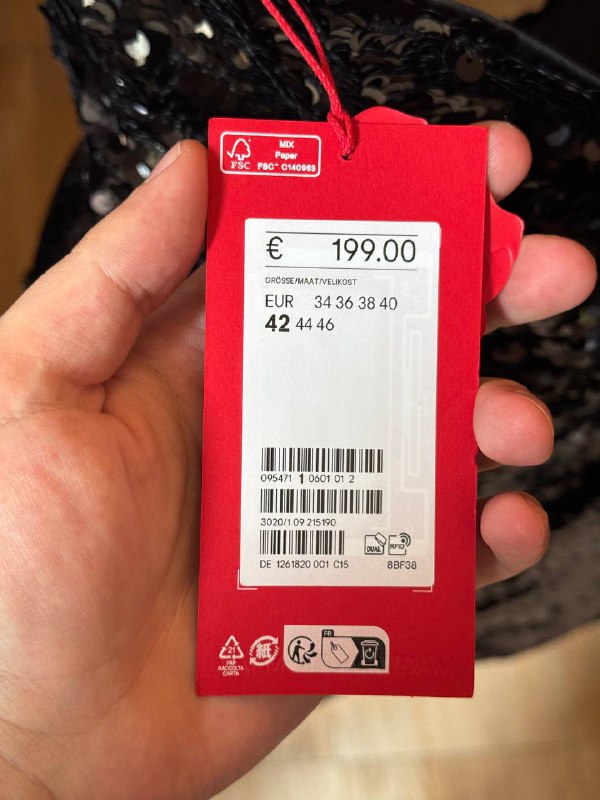 MIX
Paper
FSC™ C140963
FSC
€ 199.00
GRÖSSE/MAAT/VELIKOST
EUR 34 36 38 40
42 44 46
095471 1 0601 01 2
3020/1 09 215190
DUAL RFID
DE 1261820 001 C15 8BF38
FR
21
PAP
RACCOLTA
CARTA
紙